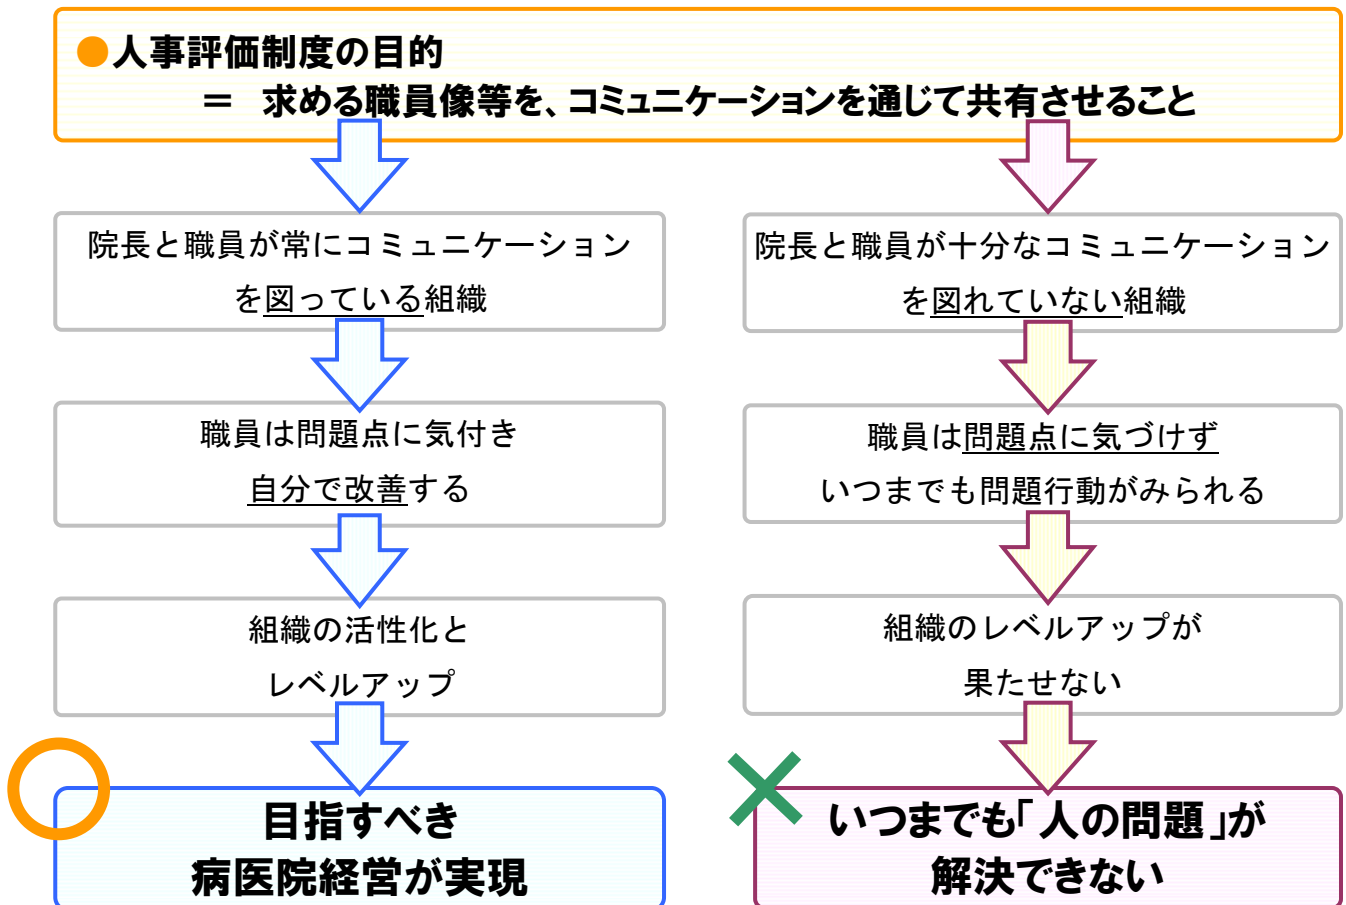 ●人事評価制度の目的
＝ 求める職員像等を、コミュニケーションを通じて共有させること
院長と職員が常にコミュニケーション
を図っている組織
職員は問題点に気付き
自分で改善する
組織の活性化と
レベルアップ
目指すべき
病医院経営が実現
院長と職員が十分なコミュニケーション
を図れていない組織
職員は問題点に気づけず
いつまでも問題行動がみられる
組織のレベルアップが
果たせない
いつまでも「人の問題」が
解決できない